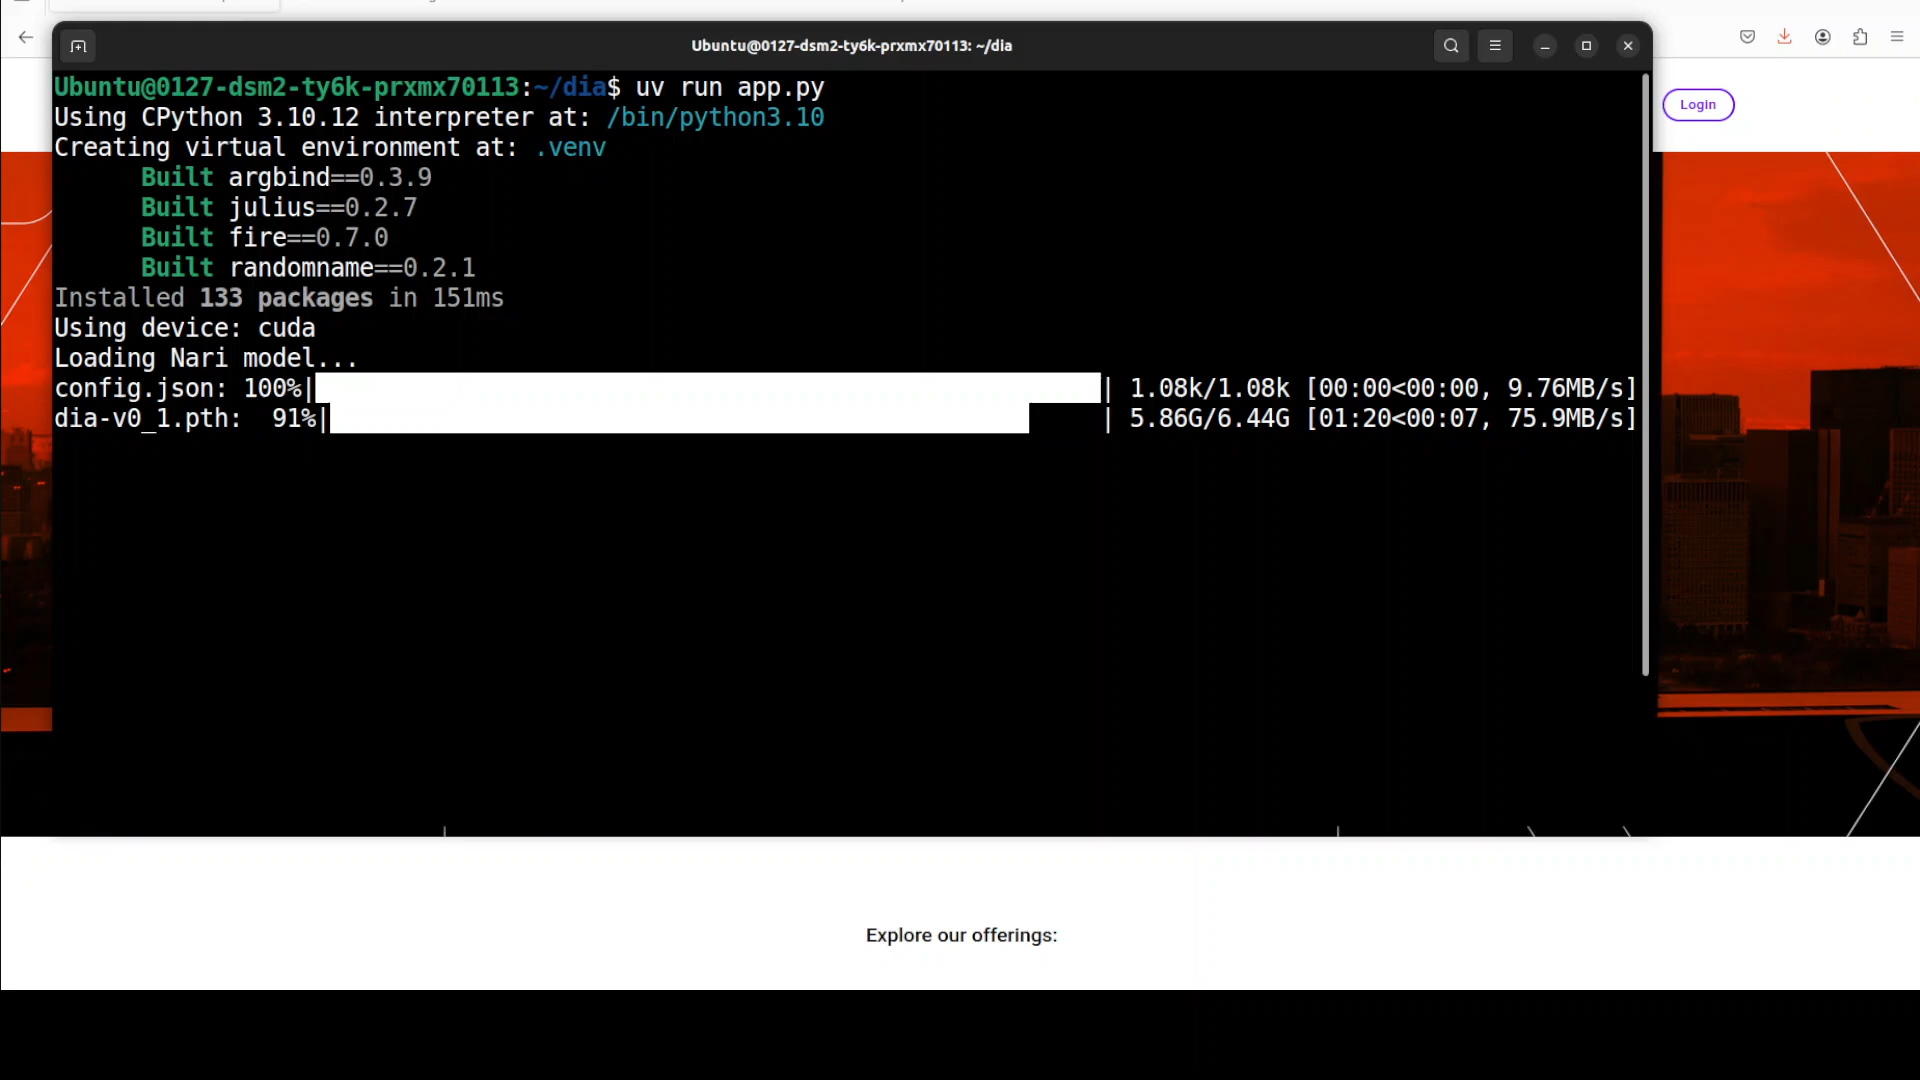 Ubuntu@0127-dsm2-ty6k-prxmx70113: ~/dia
Ubuntu@0127-dsm2-ty6k-prxmx70113:~/dia$ uv run app.py
Using CPython 3.10.12 interpreter at: /bin/python3.10
Creating virtual environment at: .venv
Built argbind==0.3.9
Built julius==0.2.7
Built fire==0.7.0
Built randomname==0.2.1
Installed 133 packages in 151ms
Using device: cuda
Loading Nari model...
config.json: 100%| | 1.08k/1.08k [00:00<00:00, 9.76MB/s]
dia-v0_1.pth: 91%| | 5.86G/6.44G [01:20<00:07, 75.9MB/s]
Login
Explore our offerings: